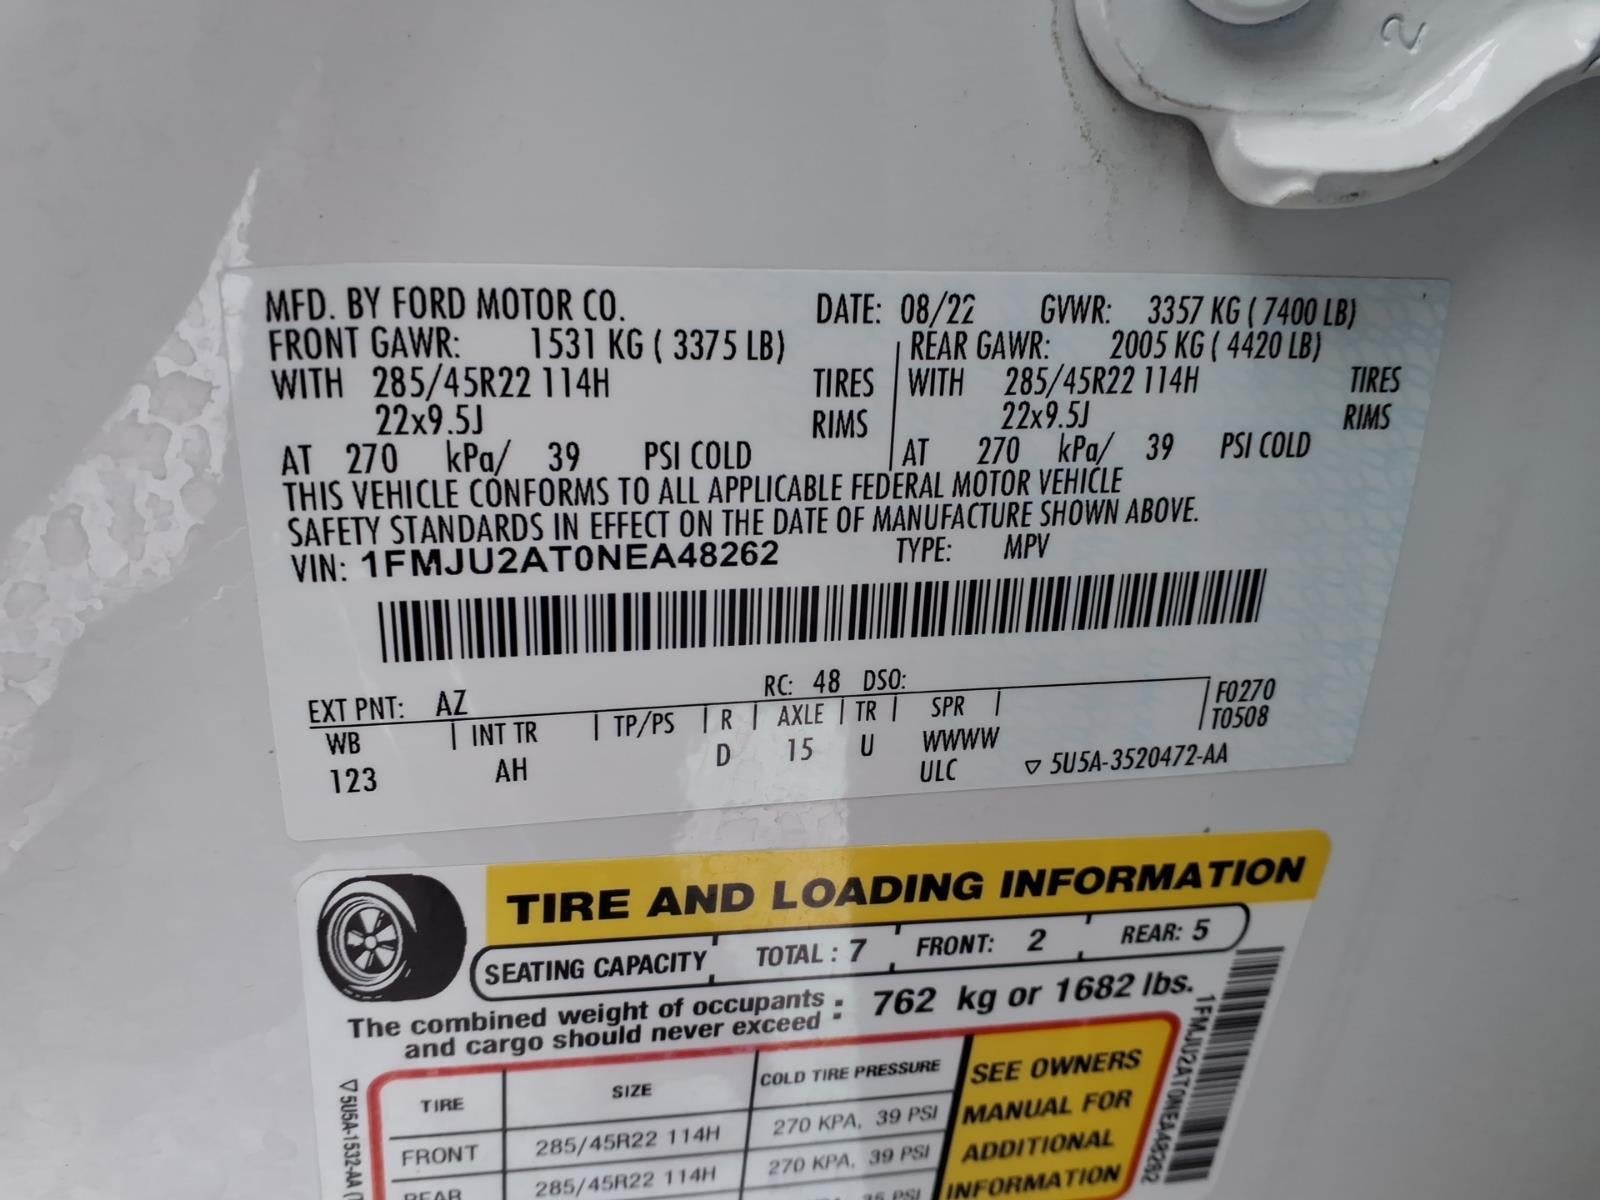 2
MFD. BY FORD MOTOR CO. DATE: 08/22 GVWR: 3357 KG ( 7400 LB)
FRONT GAWR: 1531 KG ( 3375 LB) REAR GAWR: 2005 KG ( 4420 LB)
WITH 285/45R22 114H TIRES WITH 285/45R22 114H TIRES
22x9.5J RIMS 22x9.5J RIMS
AT 270 kPa/ 39 PSI COLD AT 270 kPa/ 39 PSI COLD
THIS VEHICLE CONFORMS TO ALL APPLICABLE FEDERAL MOTOR VEHICLE
SAFETY STANDARDS IN EFFECT ON THE DATE OF MANUFACTURE SHOWN ABOVE.
VIN: 1FMJU2AT0NEA48262 TYPE: MPV
EXT PNT: AZ RC: 48 DSO:
WB INT TR TP/PS R AXLE TR SPR F0270
T0508
123 AH D 15 U WWWW
ULC ▽ 5U5A-3520472-AA
TIRE AND LOADING INFORMATION
SEATING CAPACITY TOTAL : 7 FRONT: 2 REAR: 5
The combined weight of occupants
and cargo should never exceed : 762 kg or 1682 lbs.
TIRE SIZE COLD TIRE PRESSURE
FRONT 285/45R22 114H 270 KPA, 39 PSI
REAR 285/45R22 114H 270 KPA, 39 PSI
35 PSI
SEE OWNERS
MANUAL FOR
ADDITIONAL
INFORMATION
1FMJU2AT0NEA48262
▽5U5A-1532-AA